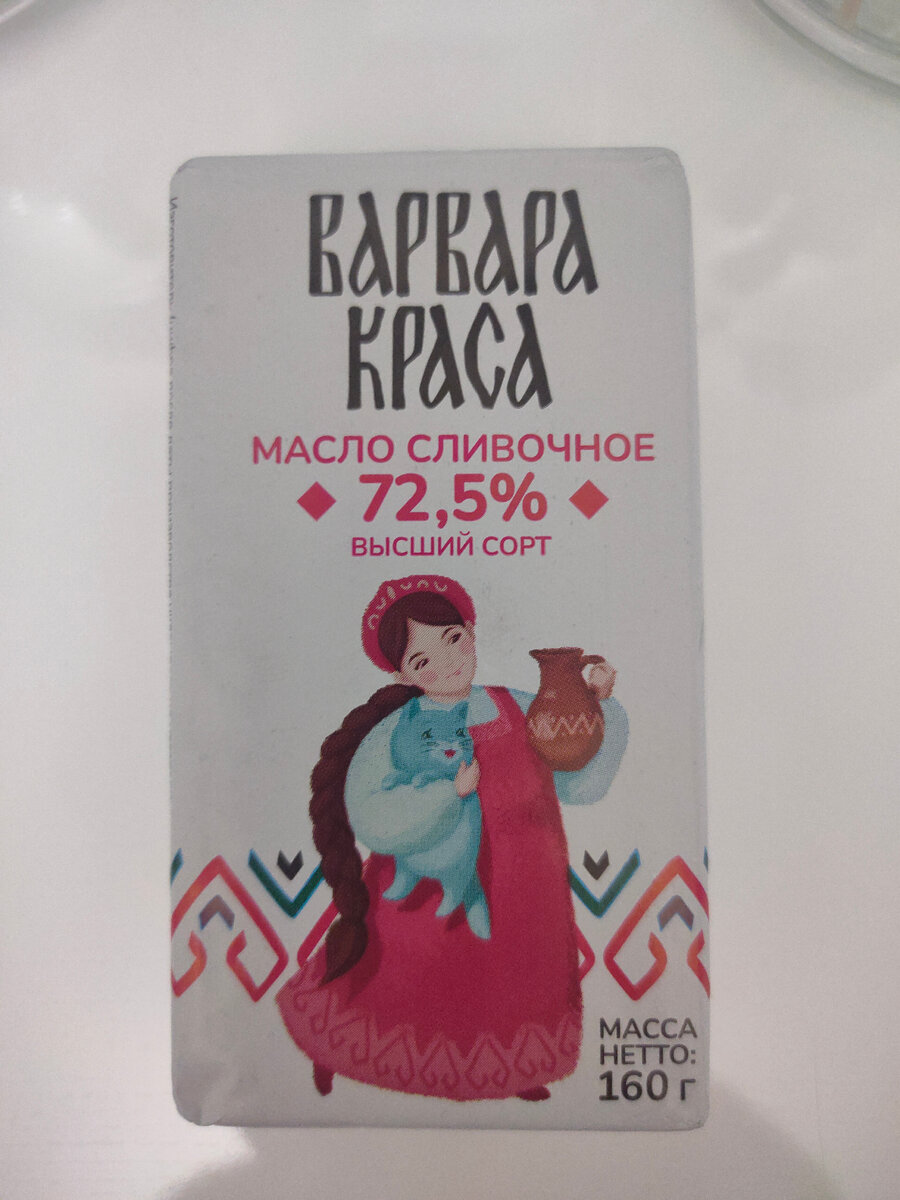 ВАРВАРА
КРАСА
МАСЛО СЛИВОЧНОЕ
72,5%
ВЫСШИЙ СОРТ
МАССА
НЕТТО:
160 г